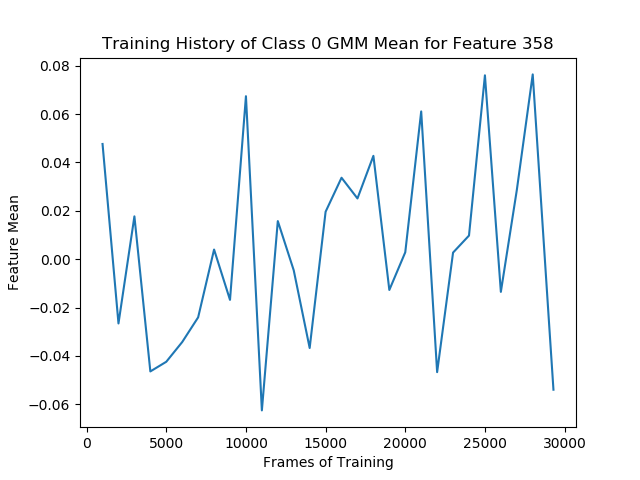 Training History of Class 0 GMM Mean for Feature 358
0.08
0.06
0.04
0.02
0.00
−0.02
−0.04
−0.06
Feature Mean
0 5000 10000 15000 20000 25000 30000
Frames of Training